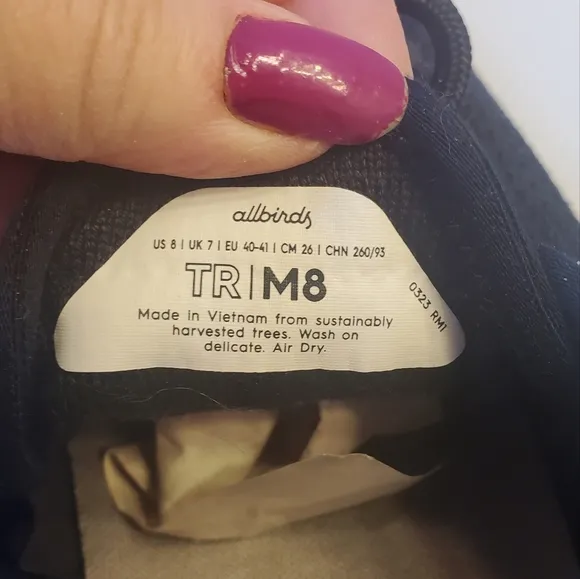 allbirds
US 8 | UK 7 | EU 40-41 | CM 26 | CHN 260/93
TR|M8
Made in Vietnam from sustainably
harvested trees. Wash on
delicate. Air Dry.
0323 RM1